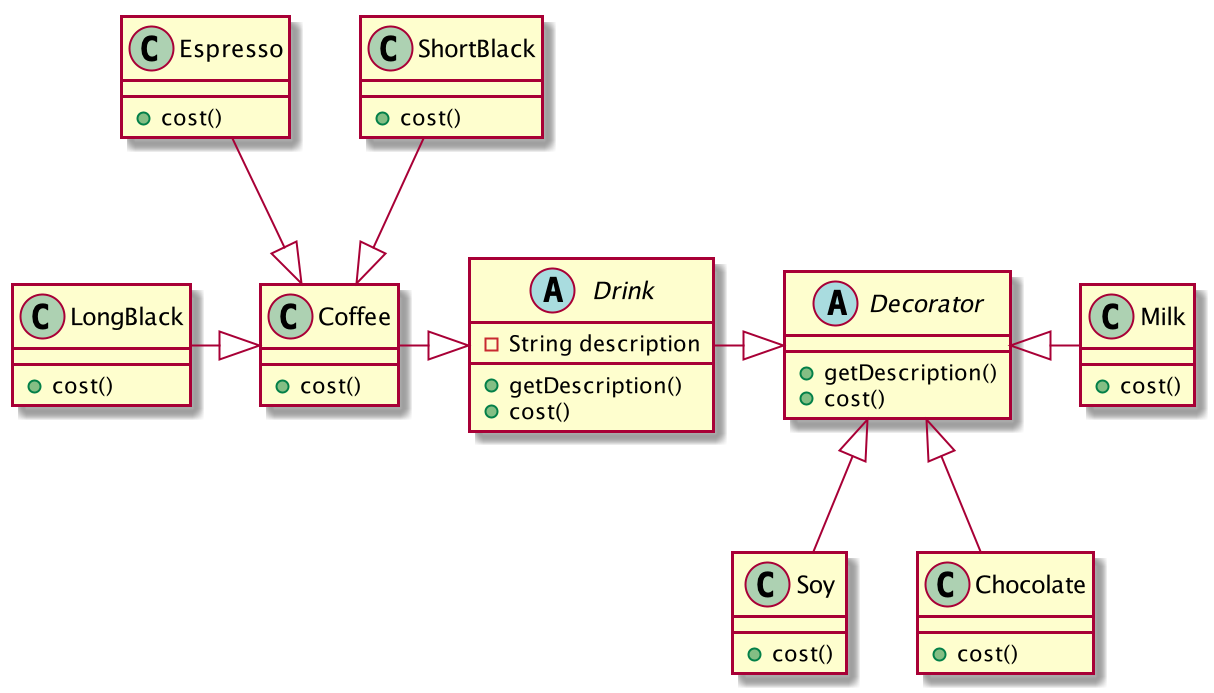 C Espresso
cost()
C ShortBlack
cost()
C LongBlack
cost()
C Coffee
cost()
A Drink
String description
getDescription()
cost()
A Decorator
getDescription()
cost()
C Milk
cost()
C Soy
cost()
C Chocolate
cost()